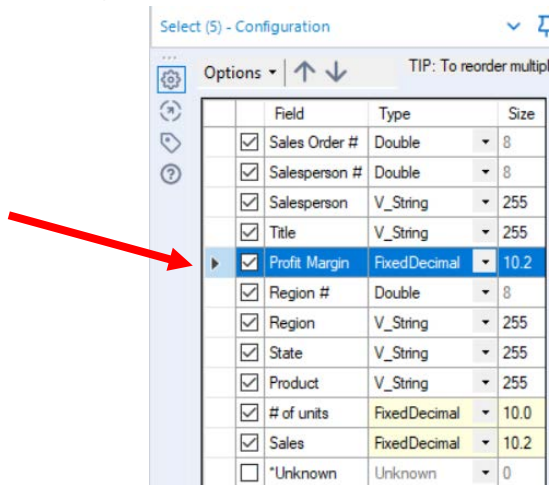 Select (5) - Configuration
Options TIP: To reorder multipl
Field Type Size
Sales Order # Double 8
Salesperson # Double 8
Salesperson V_String 255
Title V_String 255
Profit Margin FixedDecimal 10.2
Region # Double 8
Region V_String 255
State V_String 255
Product V_String 255
# of units FixedDecimal 10.0
Sales FixedDecimal 10.2
*Unknown Unknown 0